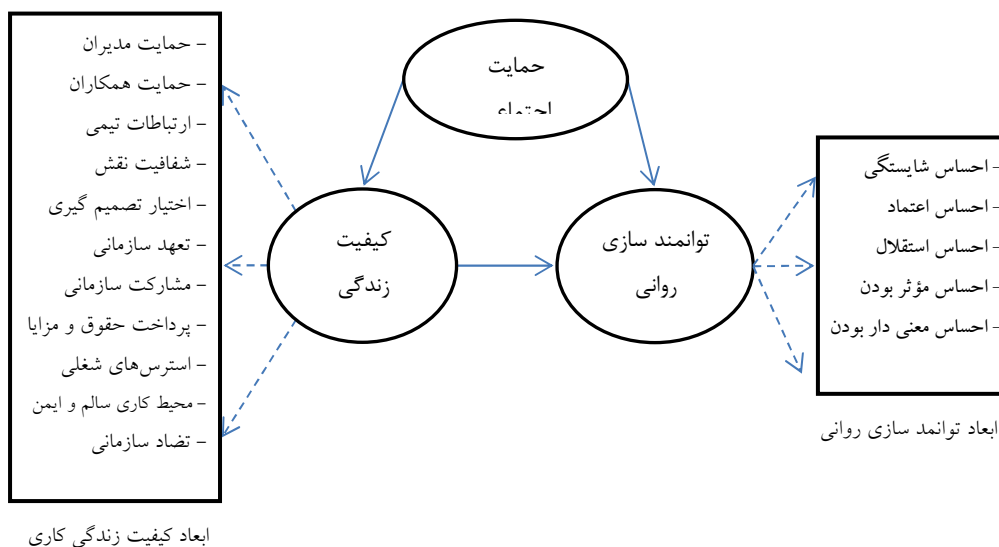 حمایت
اجتماعی
- احساس شایستگی
- احساس اعتماد
- احساس استقلال
- احساس مؤثر بودن
- احساس معنی دار بودن
ابعاد توانمد سازی روانی
توانمند سازی
روانی
کیفیت
زندگی
- حمایت مدیران
- حمایت همکاران
- ارتباطات تیمی
- شفافیت نقش
- اختیار تصمیم گیری
- تعهد سازمانی
- مشارکت سازمانی
- پرداخت حقوق و مزایا
- استرس‌های شغلی
- محیط کاری سالم و ایمن
- تضاد سازمانی
ابعاد کیفیت زندگی کاری